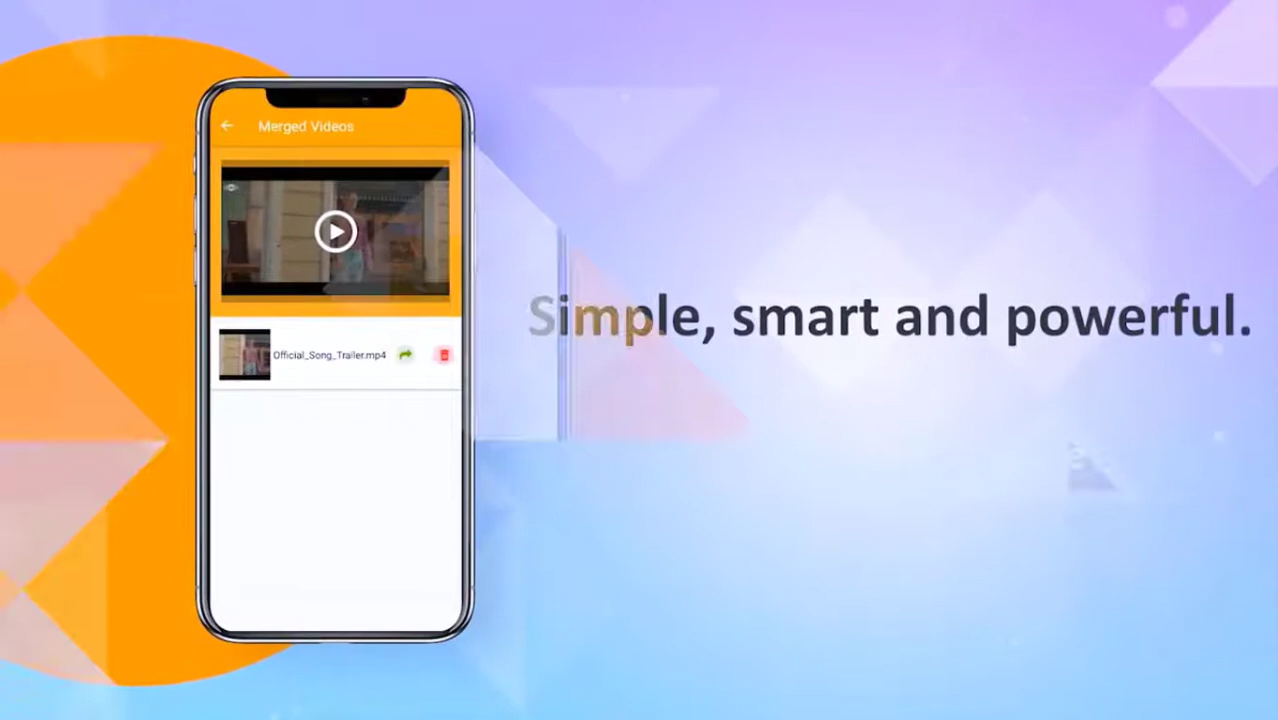 Merged Videos
Official_Song_Trailer.mp4
Simple, smart and powerful.